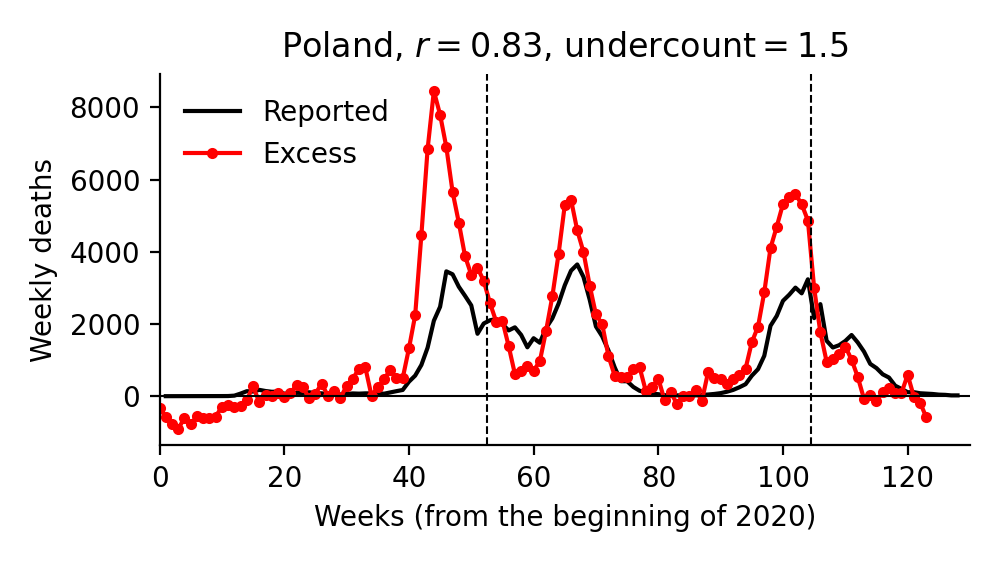 Poland, r = 0.83, undercount = 1.5
Reported
Excess
Weekly deaths
8000
6000
4000
2000
0
0 20 40 60 80 100 120
Weeks (from the beginning of 2020)